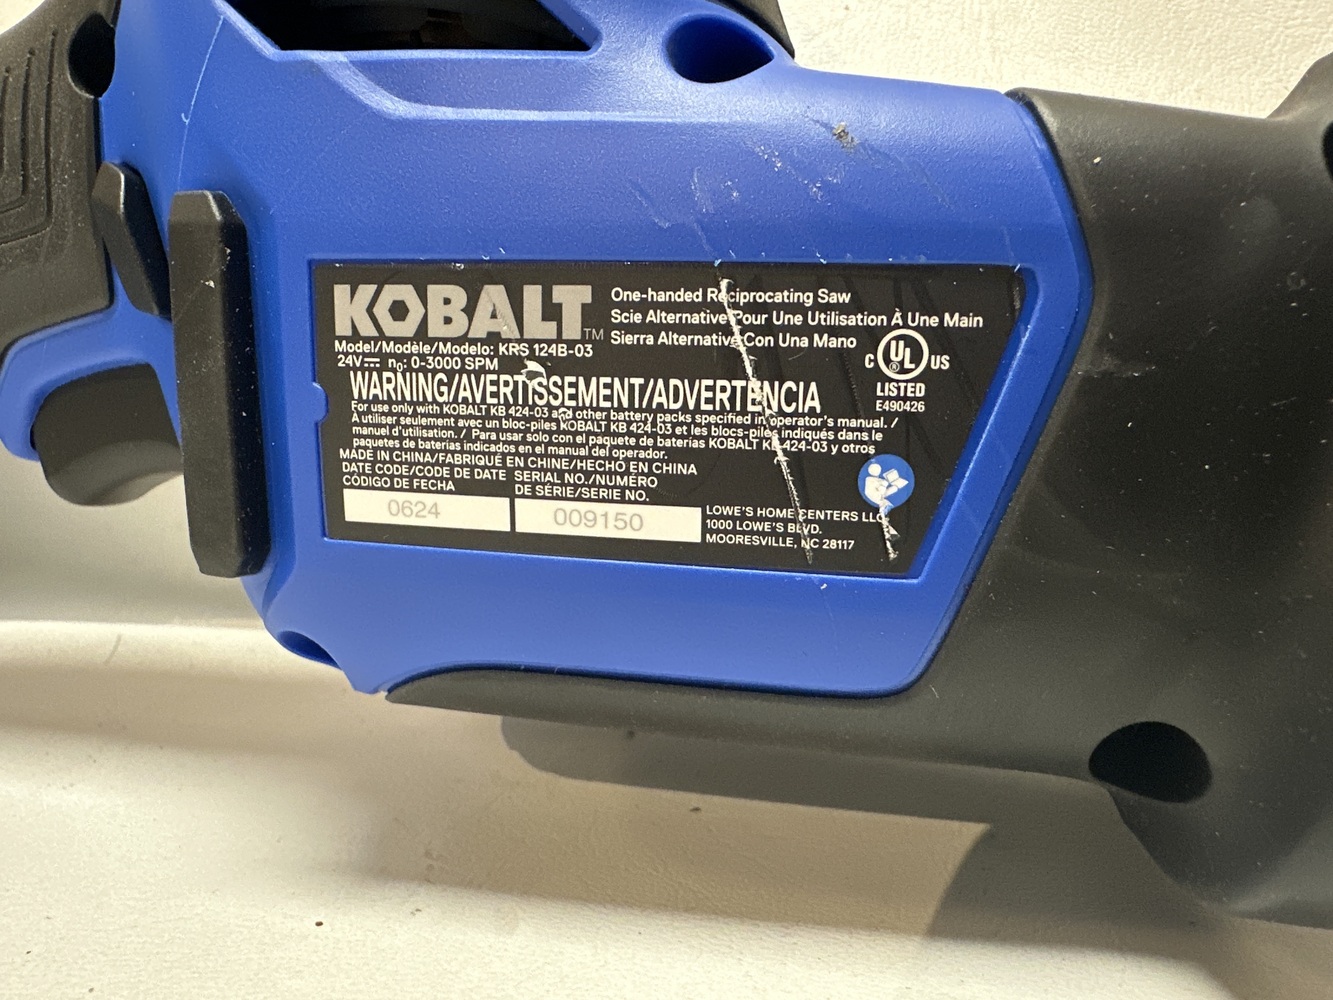 KOBALT™
One-handed Reciprocating Saw
Scie Alternative Pour Une Utilisation À Une Main
Sierra Alternative Con Una Mano
Model/Modèle/Modelo: KRS 124B-03
24V⎓ n₀: 0-3000 SPM
C UL® US
LISTED
E490426
WARNING/AVERTISSEMENT/ADVERTENCIA
For use only with KOBALT KB 424-03 and other battery packs specified in operator's manual. /
À utiliser seulement avec un bloc-piles KOBALT KB 424-03 et les blocs-piles indiqués dans le
manuel d'utilisation. / Para usar solo con el paquete de baterías KOBALT KB 424-03 y otros
paquetes de baterías indicados en el manual del operador.
MADE IN CHINA/FABRIQUÉ EN CHINE/HECHO EN CHINA
DATE CODE/CODE DE DATE
CÓDIGO DE FECHA
0624
SERIAL NO./NUMÉRO
DE SÉRIE/SERIE NO.
009150
LOWE'S HOME CENTERS LLC
1000 LOWE'S BLVD.
MOORESVILLE, NC 28117